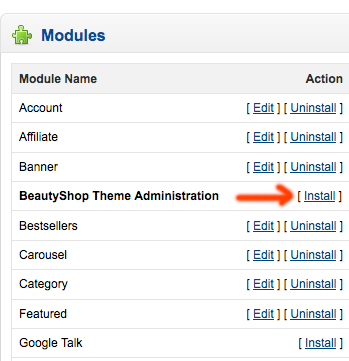 Modules
Module Name Action
Account [ Edit ] [ Uninstall ]
Affiliate [ Edit ] [ Uninstall ]
Banner [ Edit ] [ Uninstall ]
BeautyShop Theme Administration [ Install ]
Bestsellers [ Edit ] [ Uninstall ]
Carousel [ Edit ] [ Uninstall ]
Category [ Edit ] [ Uninstall ]
Featured [ Edit ] [ Uninstall ]
Google Talk [ Install ]